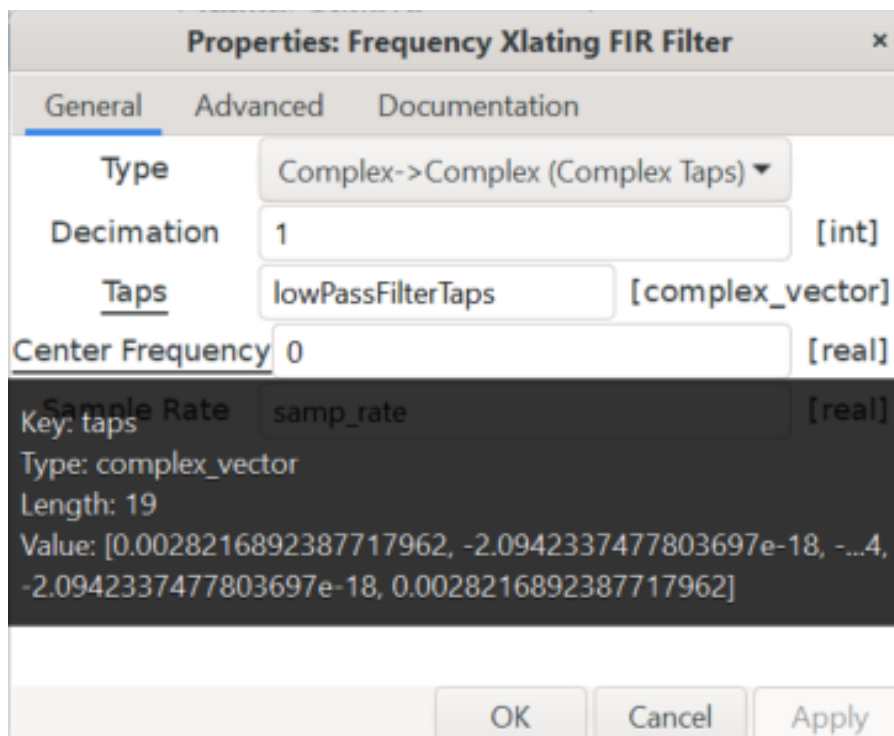 Properties: Frequency Xlating FIR Filter ×
General Advanced Documentation
Type Complex->Complex (Complex Taps)
Decimation 1 [int]
Taps lowPassFilterTaps [complex_vector]
Center Frequency 0 [real]
Sample Rate samp_rate [real]
Key: taps
Type: complex_vector
Length: 19
Value: [0.0028216892387717962, -2.0942337477803697e-18, -...4,
-2.0942337477803697e-18, 0.0028216892387717962]
OK Cancel Apply